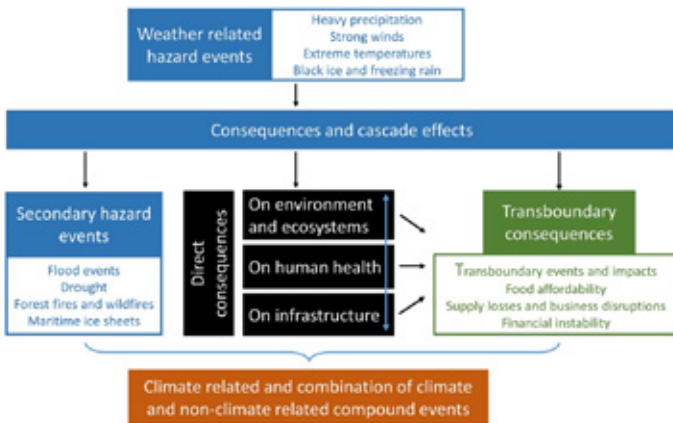 Weather related
hazard events
Heavy precipitation
Strong winds
Extreme temperatures
Black ice and freezing rain
Consequences and cascade effects
Secondary hazard
events
Flood events
Drought
Forest fires and wildfires
Maritime ice sheets
Direct
consequences
On environment
and ecosystems
On human health
On infrastructure
Transboundary
consequences
Transboundary events and impacts
Food affordability
Supply losses and business disruptions
Financial instability
Climate related and combination of climate
and non-climate related compound events